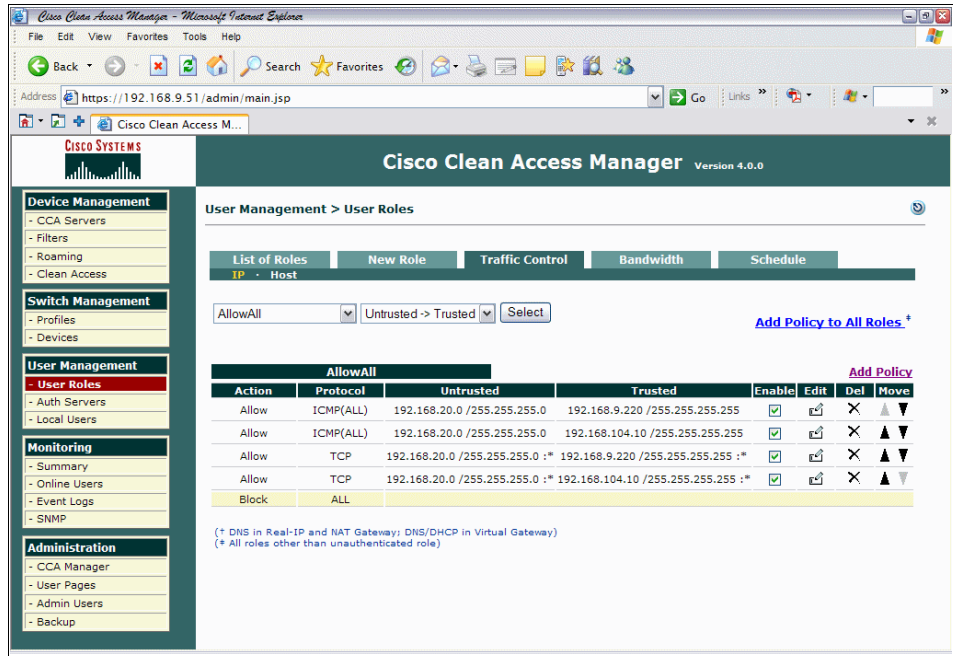 Cisco Clean Access Manager - Microsoft Internet Explorer
File Edit View Favorites Tools Help
Back Search Favorites
Address https://192.168.9.51/admin/main.jsp Go Links »
Cisco Clean Access M...
CISCO SYSTEMS
Cisco Clean Access Manager Version 4.0.0
Device Management
- CCA Servers
- Filters
- Roaming
- Clean Access
Switch Management
- Profiles
- Devices
User Management
- User Roles
- Auth Servers
- Local Users
Monitoring
- Summary
- Online Users
- Event Logs
- SNMP
Administration
- CCA Manager
- User Pages
- Admin Users
- Backup
User Management > User Roles
List of Roles New Role Traffic Control Bandwidth Schedule
IP · Host
AllowAll Untrusted -> Trusted Select
Add Policy to All Roles ‡
AllowAll Add Policy
Action Protocol Untrusted Trusted Enable Edit Del Move
Allow ICMP(ALL) 192.168.20.0 /255.255.255.0 192.168.9.220 /255.255.255.255
Allow ICMP(ALL) 192.168.20.0 /255.255.255.0 192.168.104.10 /255.255.255.255
Allow TCP 192.168.20.0 /255.255.255.0 :* 192.168.9.220 /255.255.255.255 :*
Allow TCP 192.168.20.0 /255.255.255.0 :* 192.168.104.10 /255.255.255.255 :*
Block ALL
(† DNS in Real-IP and NAT Gateway; DNS/DHCP in Virtual Gateway)
(‡ All roles other than unauthenticated role)